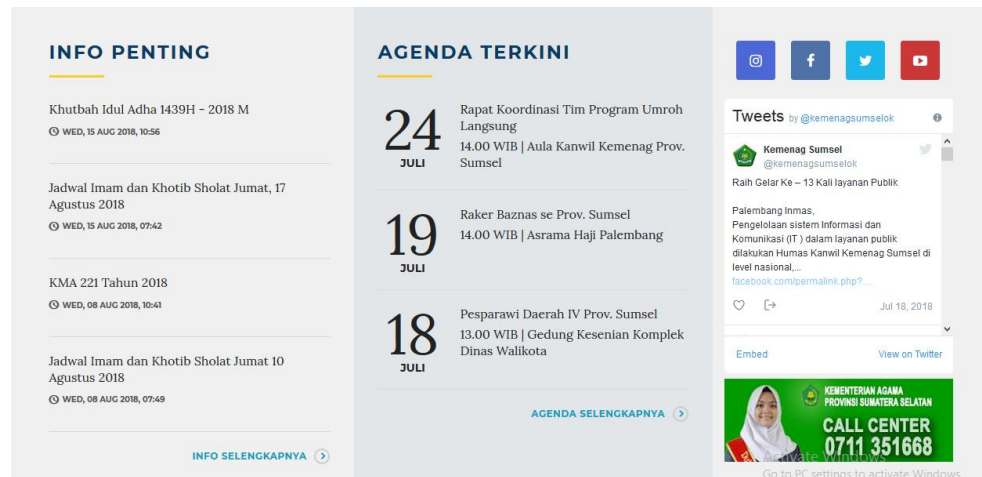 INFO PENTING
Khutbah Idul Adha 1439H - 2018 M
WED, 15 AUG 2018, 10:56
Jadwal Imam dan Khotib Sholat Jumat, 17
Agustus 2018
WED, 15 AUG 2018, 07:42
KMA 221 Tahun 2018
WED, 08 AUG 2018, 10:41
Jadwal Imam dan Khotib Sholat Jumat 10
Agustus 2018
WED, 08 AUG 2018, 07:49
INFO SELENGKAPNYA
AGENDA TERKINI
24
JULI
Rapat Koordinasi Tim Program Umroh
Langsung
14.00 WIB | Aula Kanwil Kemenag Prov.
Sumsel
19
JULI
Raker Baznas se Prov. Sumsel
14.00 WIB | Asrama Haji Palembang
18
JULI
Pesparawi Daerah IV Prov. Sumsel
13.00 WIB | Gedung Kesenian Komplek
Dinas Walikota
AGENDA SELENGKAPNYA
Tweets by @kemenagsumselok
Kemenag Sumsel
@kemenagsumselok
Raih Gelar Ke – 13 Kali layanan Publik
Palembang Inmas,
Pengelolaan sistem Informasi dan
Komunikasi (IT ) dalam layanan publik
dilakukan Humas Kanwil Kemenag Sumsel di
level nasional,...
facebook.com/permalink.php?...
Jul 18, 2018
Embed
View on Twitter
KEMENTERIAN AGAMA
PROVINSI SUMATERA SELATAN
CALL CENTER
0711 351668
Activate Windows
Go to PC settings to activate Windows.